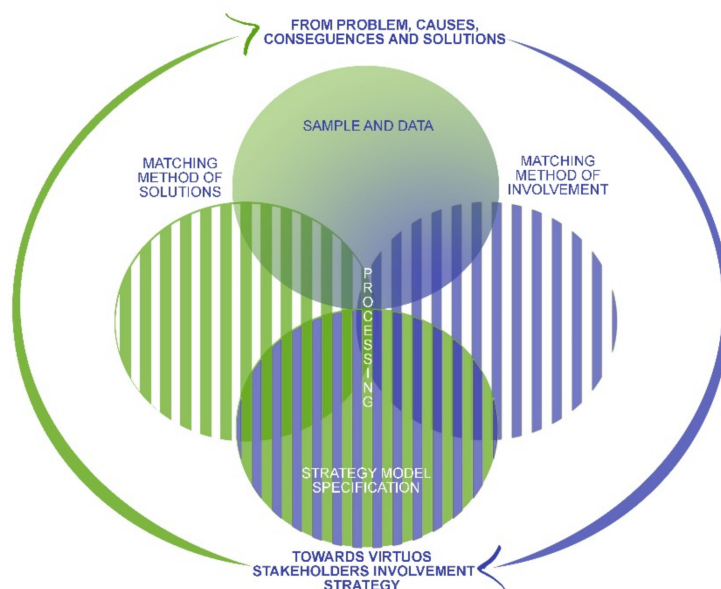 FROM PROBLEM, CAUSES,
CONSEGUENCES AND SOLUTIONS
SAMPLE AND DATA
MATCHING
METHOD OF
SOLUTIONS
MATCHING
METHOD OF
INVOLVEMENT
PROCESSING
STRATEGY MODEL
SPECIFICATION
TOWARDS VIRTUOS
STAKEHOLDERS INVOLVEMENT
STRATEGY